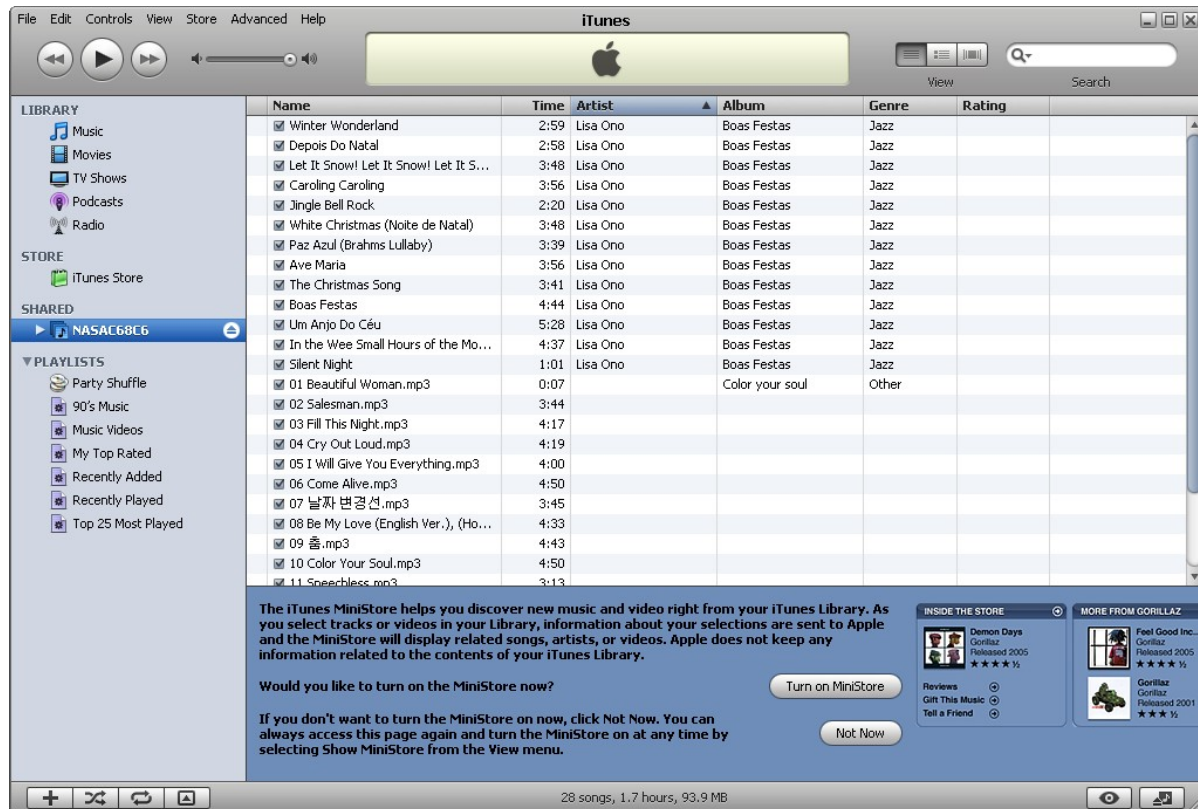 File Edit Controls View Store Advanced Help
iTunes
View
Search
LIBRARY
Music
Movies
TV Shows
Podcasts
Radio
STORE
iTunes Store
SHARED
NASAC68C6
PLAYLISTS
Party Shuffle
90's Music
Music Videos
My Top Rated
Recently Added
Recently Played
Top 25 Most Played
Name Time Artist Album Genre Rating
Winter Wonderland 2:59 Lisa Ono Boas Festas Jazz
Depois Do Natal 2:58 Lisa Ono Boas Festas Jazz
Let It Snow! Let It Snow! Let It S... 3:48 Lisa Ono Boas Festas Jazz
Caroling Caroling 3:56 Lisa Ono Boas Festas Jazz
Jingle Bell Rock 2:20 Lisa Ono Boas Festas Jazz
White Christmas (Noite de Natal) 3:48 Lisa Ono Boas Festas Jazz
Paz Azul (Brahms Lullaby) 3:39 Lisa Ono Boas Festas Jazz
Ave Maria 3:56 Lisa Ono Boas Festas Jazz
The Christmas Song 3:41 Lisa Ono Boas Festas Jazz
Boas Festas 4:44 Lisa Ono Boas Festas Jazz
Um Anjo Do Céu 5:28 Lisa Ono Boas Festas Jazz
In the Wee Small Hours of the Mo... 4:37 Lisa Ono Boas Festas Jazz
Silent Night 1:01 Lisa Ono Boas Festas Jazz
01 Beautiful Woman.mp3 0:07 Color your soul Other
02 Salesman.mp3 3:44
03 Fill This Night.mp3 4:17
04 Cry Out Loud.mp3 4:19
05 I Will Give You Everything.mp3 4:00
06 Come Alive.mp3 4:50
07 날짜 변경선.mp3 3:45
08 Be My Love (English Ver.), (Ho... 4:33
09 춤.mp3 4:43
10 Color Your Soul.mp3 4:50
11 Speechless.mp3 3:13
The iTunes MiniStore helps you discover new music and video right from your iTunes Library. As
you select tracks or videos in your Library, information about your selections are sent to Apple
and the MiniStore will display related songs, artists, or videos. Apple does not keep any
information related to the contents of your iTunes Library.
Would you like to turn on the MiniStore now?
Turn on MiniStore
If you don't want to turn the MiniStore on now, click Not Now. You can
always access this page again and turn the MiniStore on at any time by
selecting Show MiniStore from the View menu.
Not Now
INSIDE THE STORE
Demon Days
Gorillaz
Released 2005
Reviews
Gift This Music
Tell a Friend
MORE FROM GORILLAZ
Feel Good Inc...
Gorillaz
Released 2005
Gorillaz
Gorillaz
Released 2001
28 songs, 1.7 hours, 93.9 MB